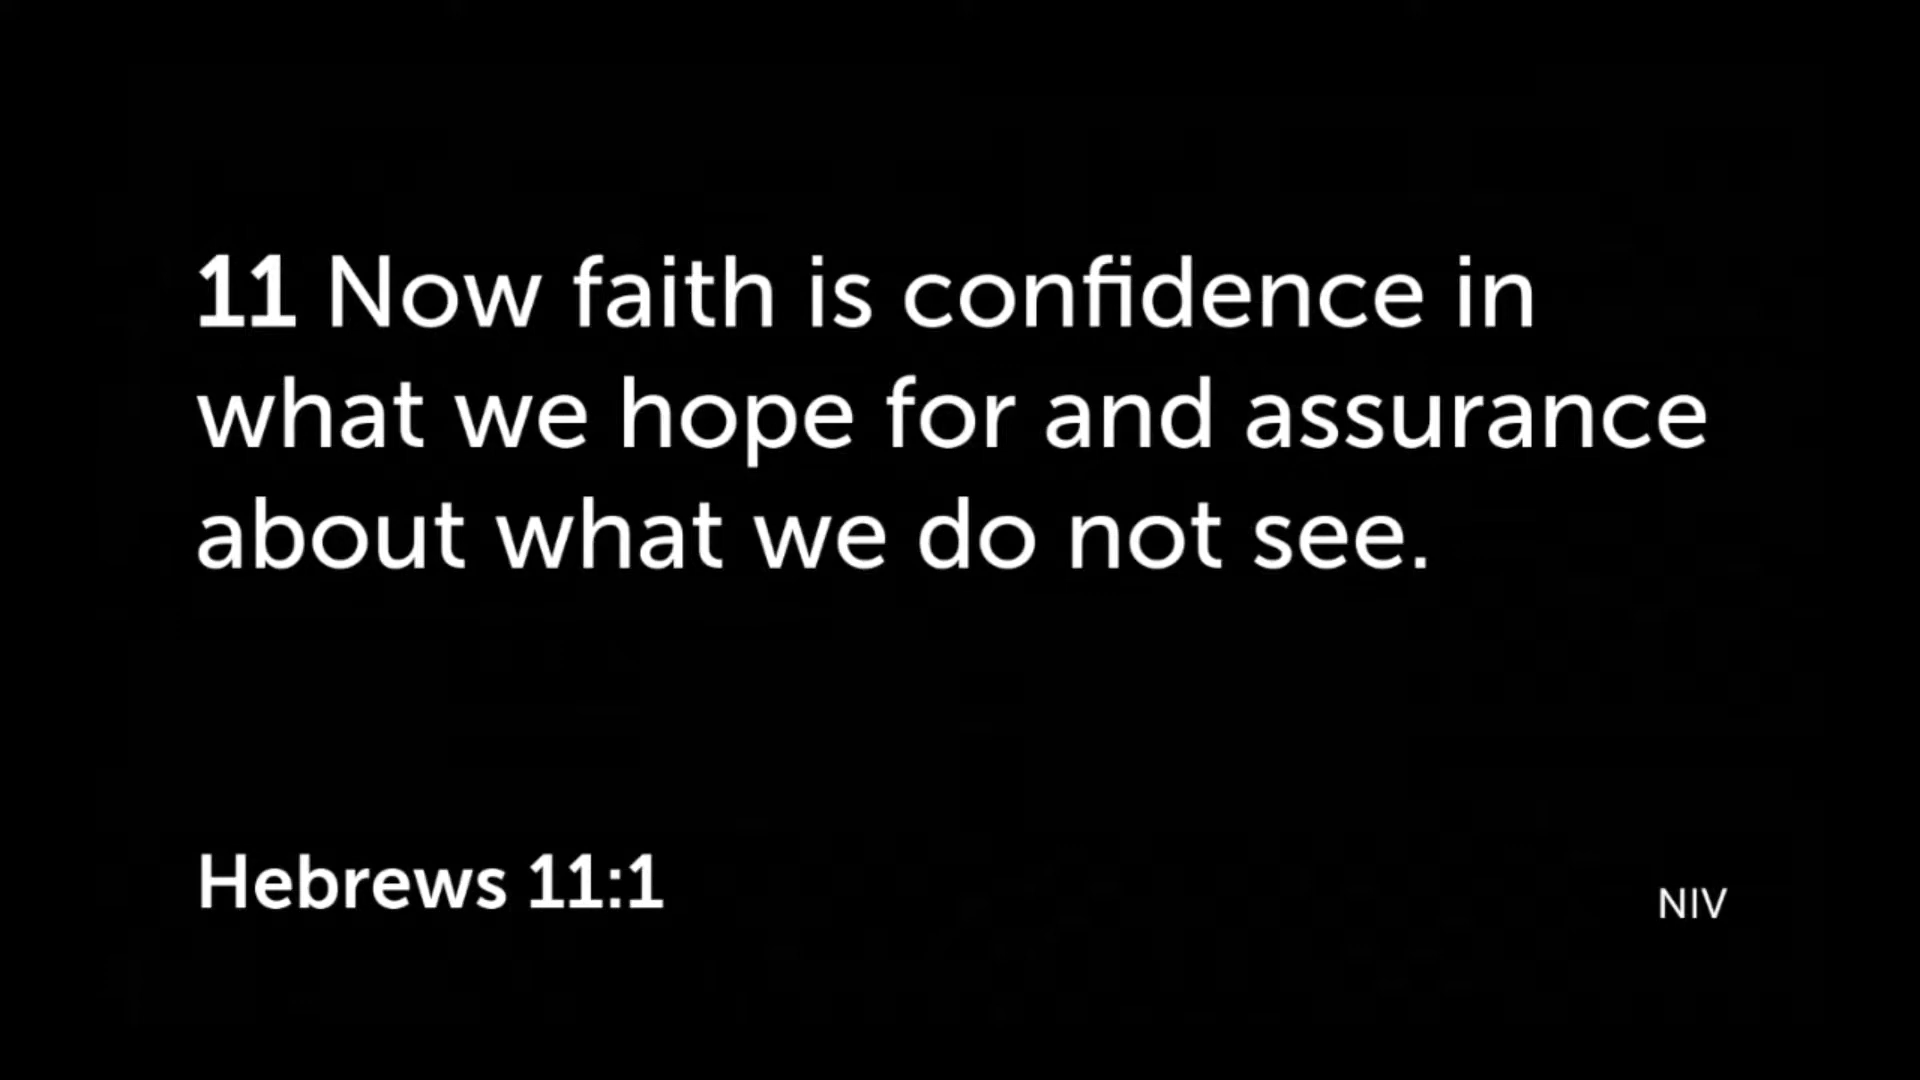 11 Now faith is confidence in
what we hope for and assurance
about what we do not see.
Hebrews 11:1
NIV